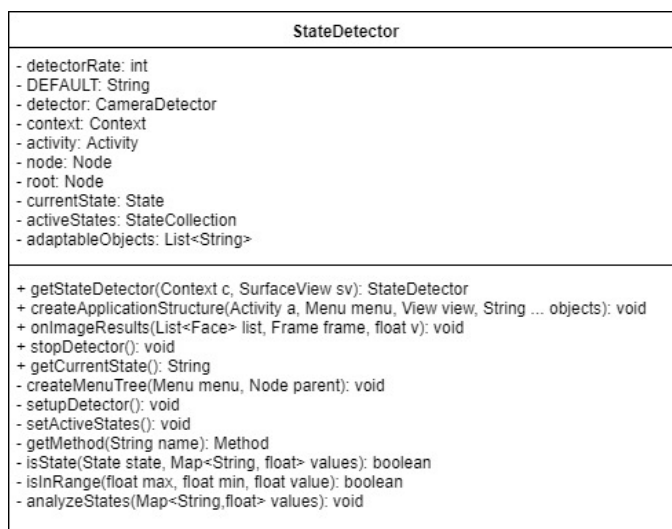 StateDetector
- detectorRate: int
- DEFAULT: String
- detector: CameraDetector
- context: Context
- activity: Activity
- node: Node
- root: Node
- currentState: State
- activeStates: StateCollection
- adaptableObjects: List<String>
+ getStateDetector(Context c, SurfaceView sv): StateDetector
+ createApplicationStructure(Activity a, Menu menu, View view, String ... objects): void
+ onImageResults(List<Face> list, Frame frame, float v): void
+ stopDetector(): void
+ getCurrentState(): String
- createMenuTree(Menu menu, Node parent): void
- setupDetector(): void
- setActiveStates(): void
- getMethod(String name): Method
- isState(State state, Map<String, float> values): boolean
- isInRange(float max, float min, float value): boolean
- analyzeStates(Map<String,float> values): void